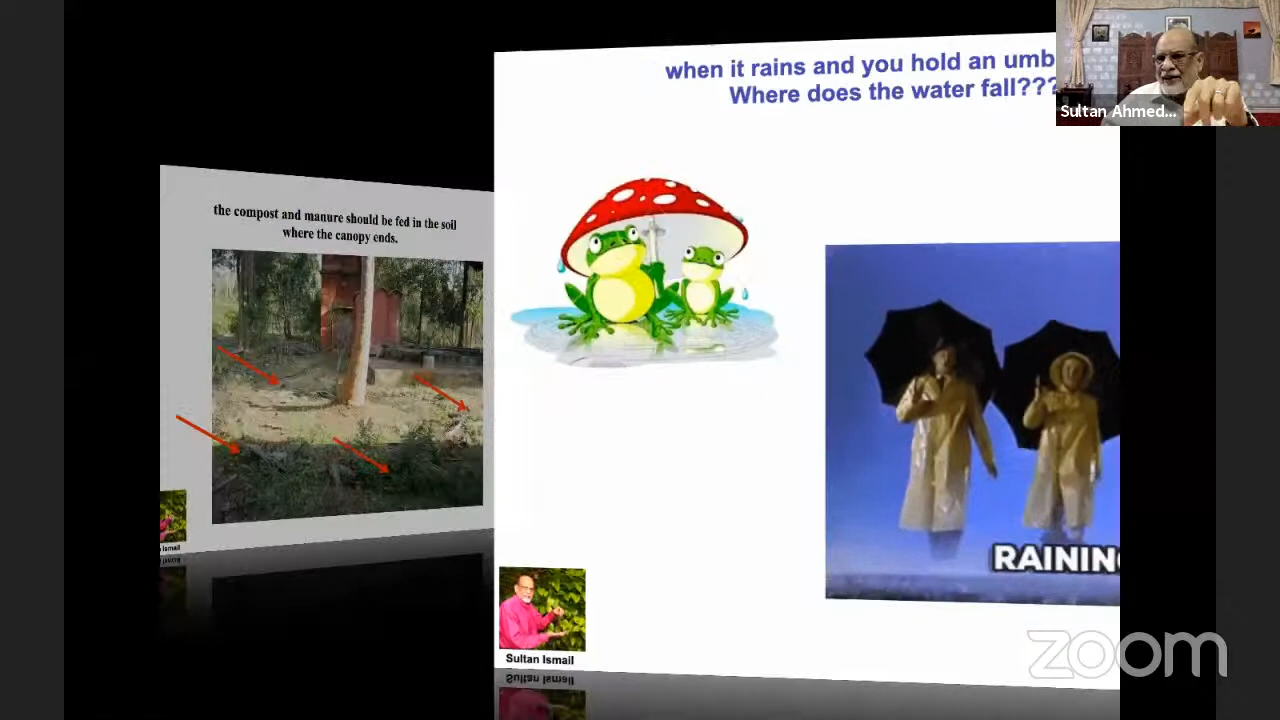 the compost and manure should be fed in the soil
where the canopy ends.
when it rains and you hold an umb
Where does the water fall???
Sultan Ahmed...
RAINING
Sultan Ismail
zoom